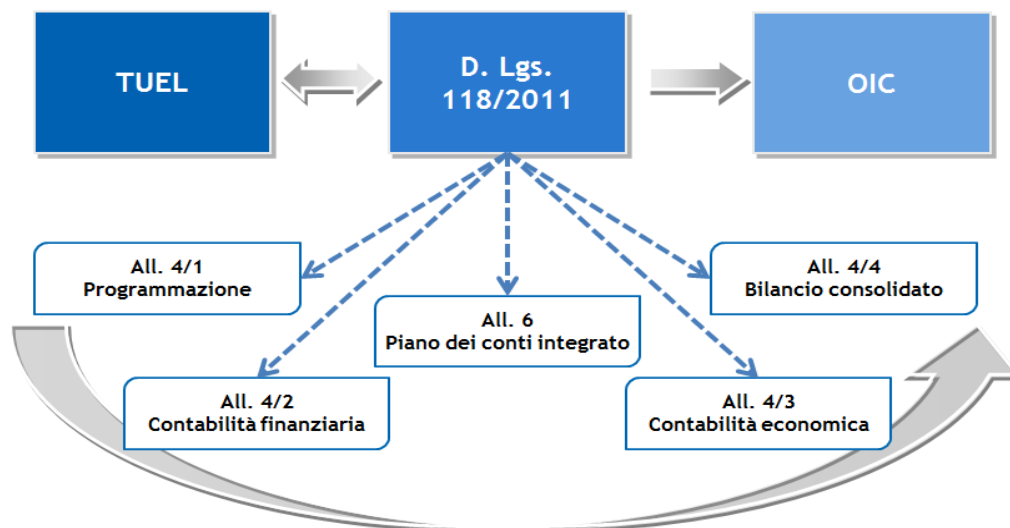 TUEL
D. Lgs.
118/2011
OIC
All. 4/1
Programmazione
All. 4/4
Bilancio consolidato
All. 6
Piano dei conti integrato
All. 4/2
Contabilità finanziaria
All. 4/3
Contabilità economica